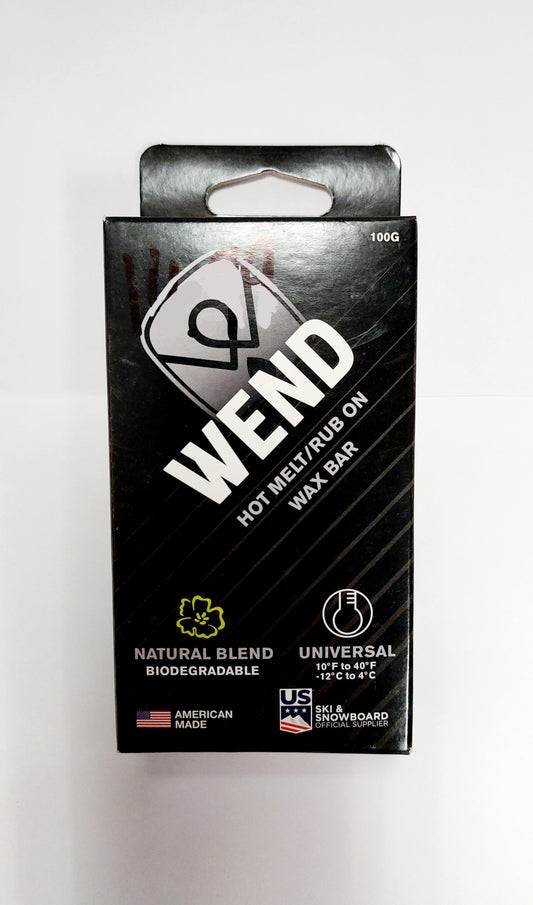 100G
WEND
HOT MELT/RUB ON
WAX BAR
NATURAL BLEND
BIODEGRADABLE
UNIVERSAL
10°F to 40°F
-12°C to 4°C
AMERICAN
MADE
US
SKI &
SNOWBOARD
OFFICIAL SUPPLIER